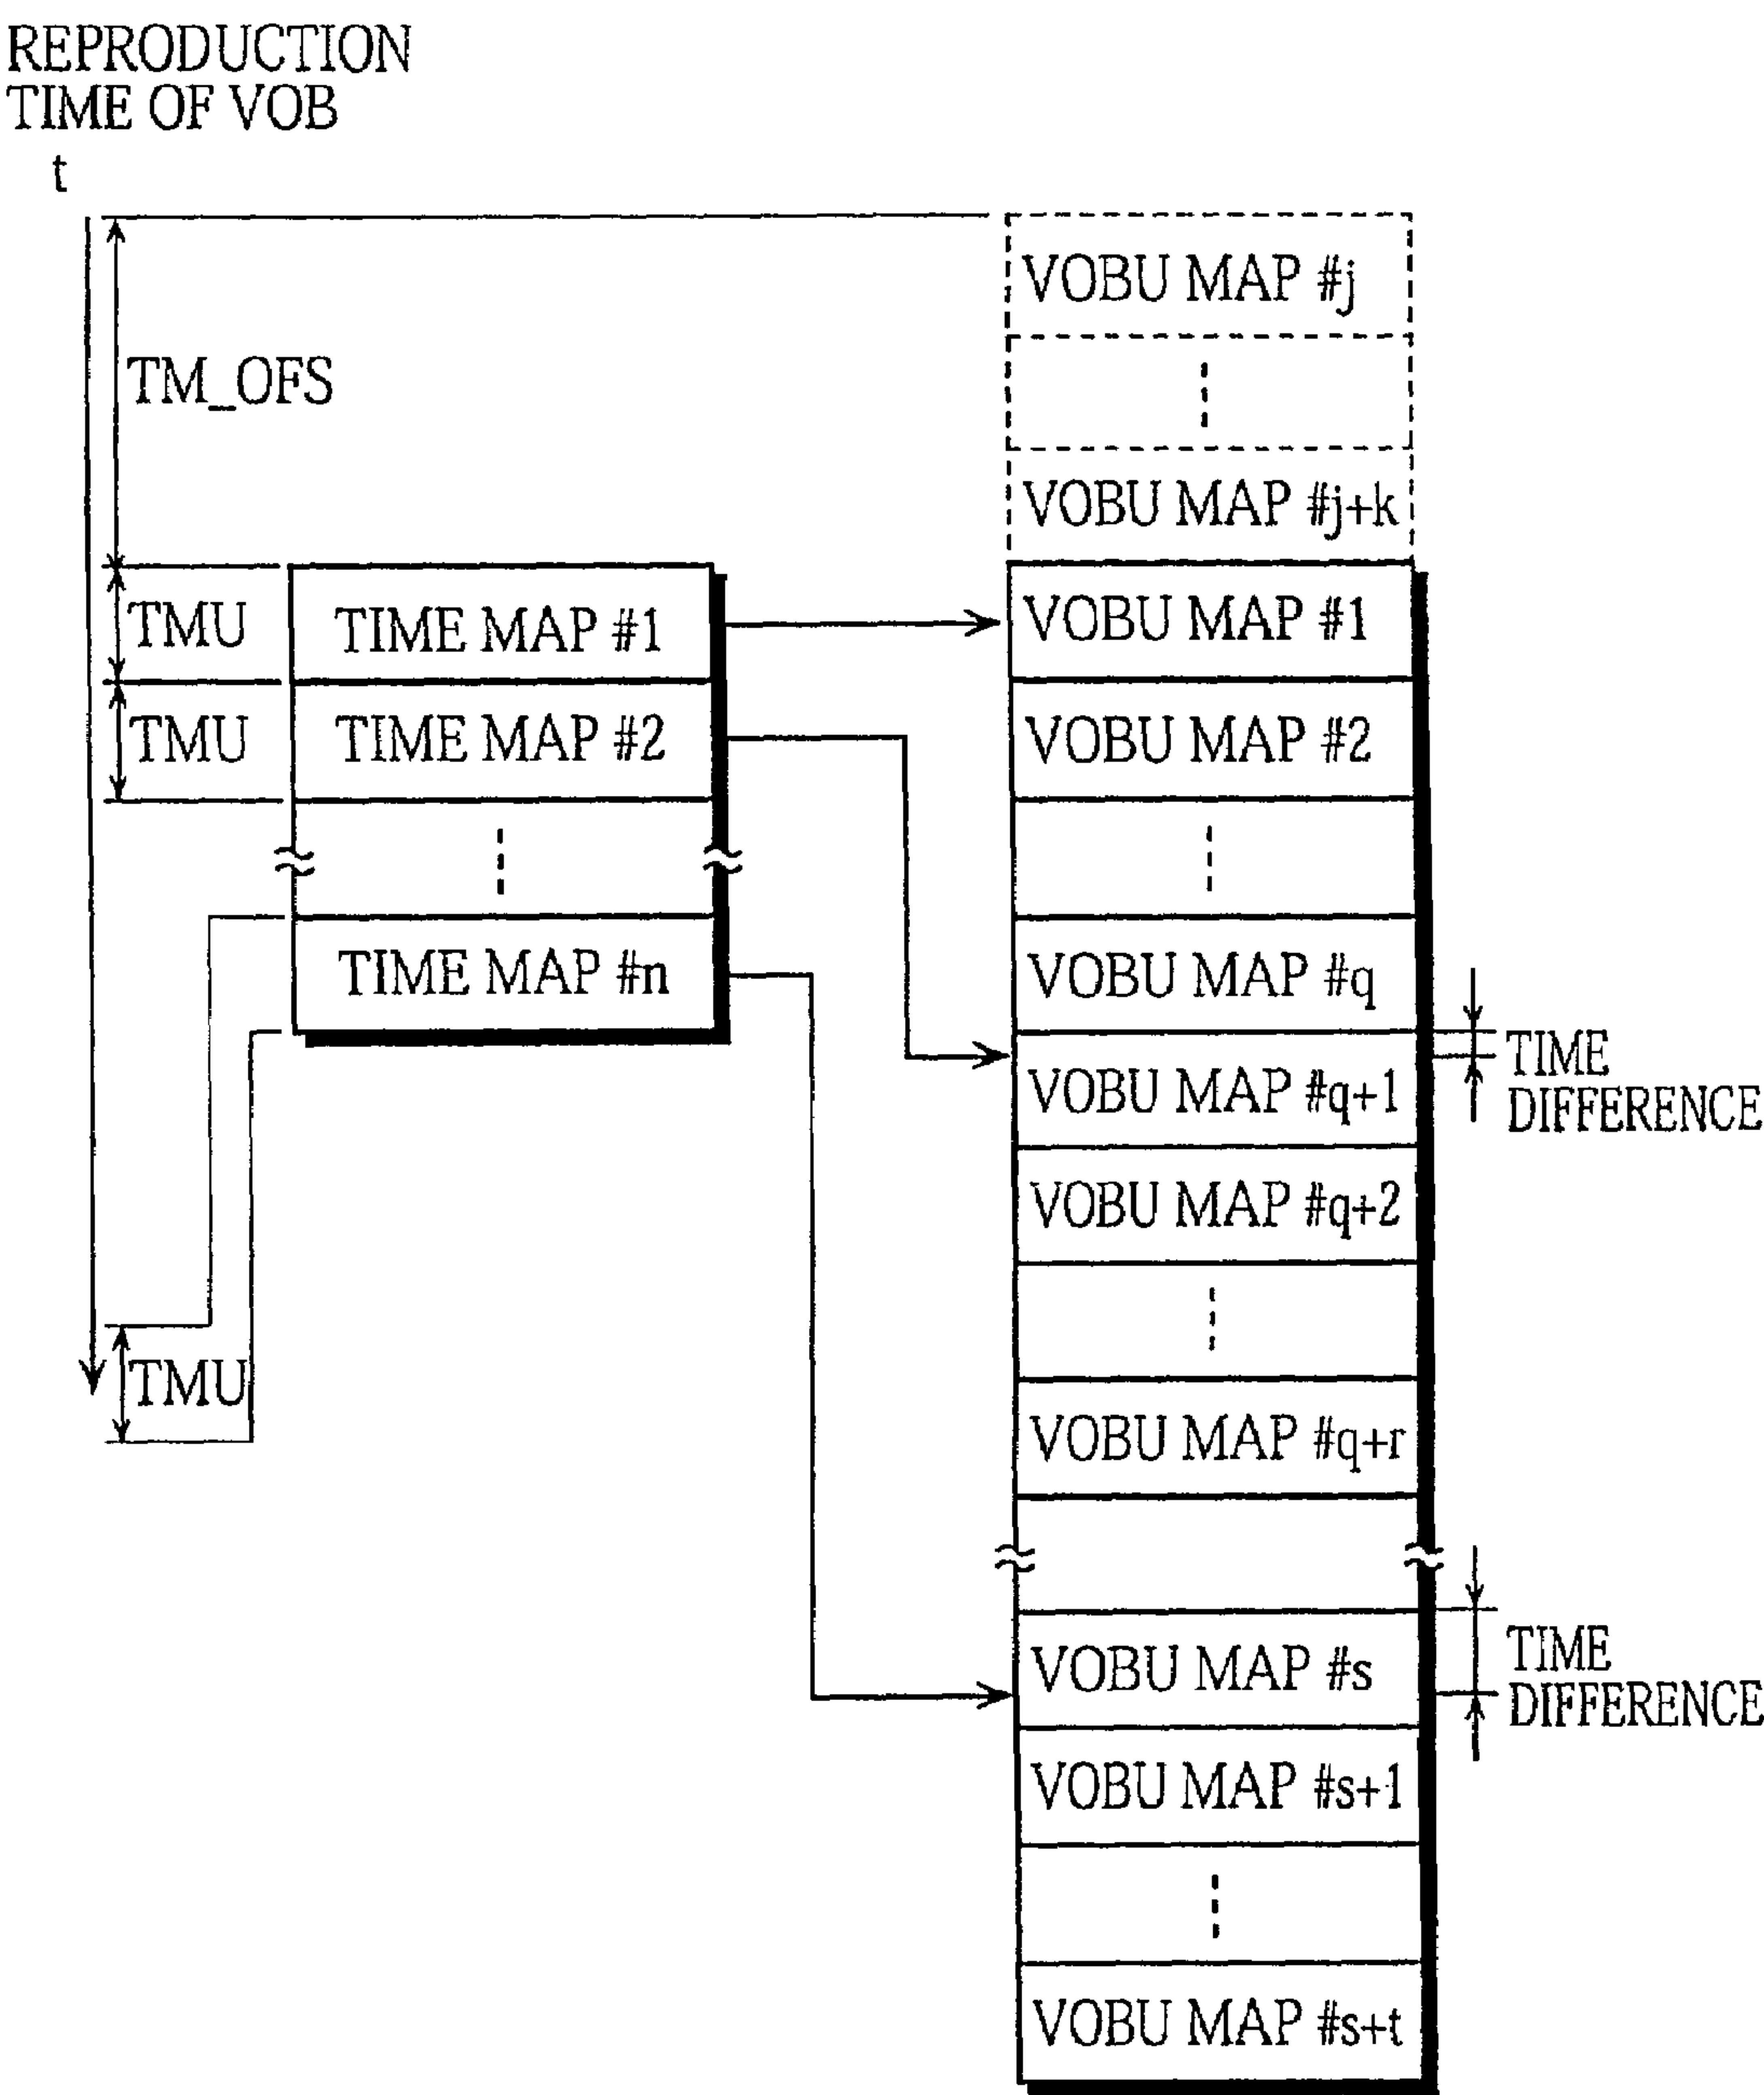 REPRODUCTION
TIME OF VOB
t
TM_OFS
TMU
TMU
TMU
TIME MAP #1
TIME MAP #2
TIME MAP #n
VOBU MAP #j
VOBU MAP #j+k
VOBU MAP #1
VOBU MAP #2
VOBU MAP #q
VOBU MAP #q+1
VOBU MAP #q+2
VOBU MAP #q+r
VOBU MAP #s
VOBU MAP #s+1
VOBU MAP #s+t
TIME
DIFFERENCE
TIME
DIFFERENCE